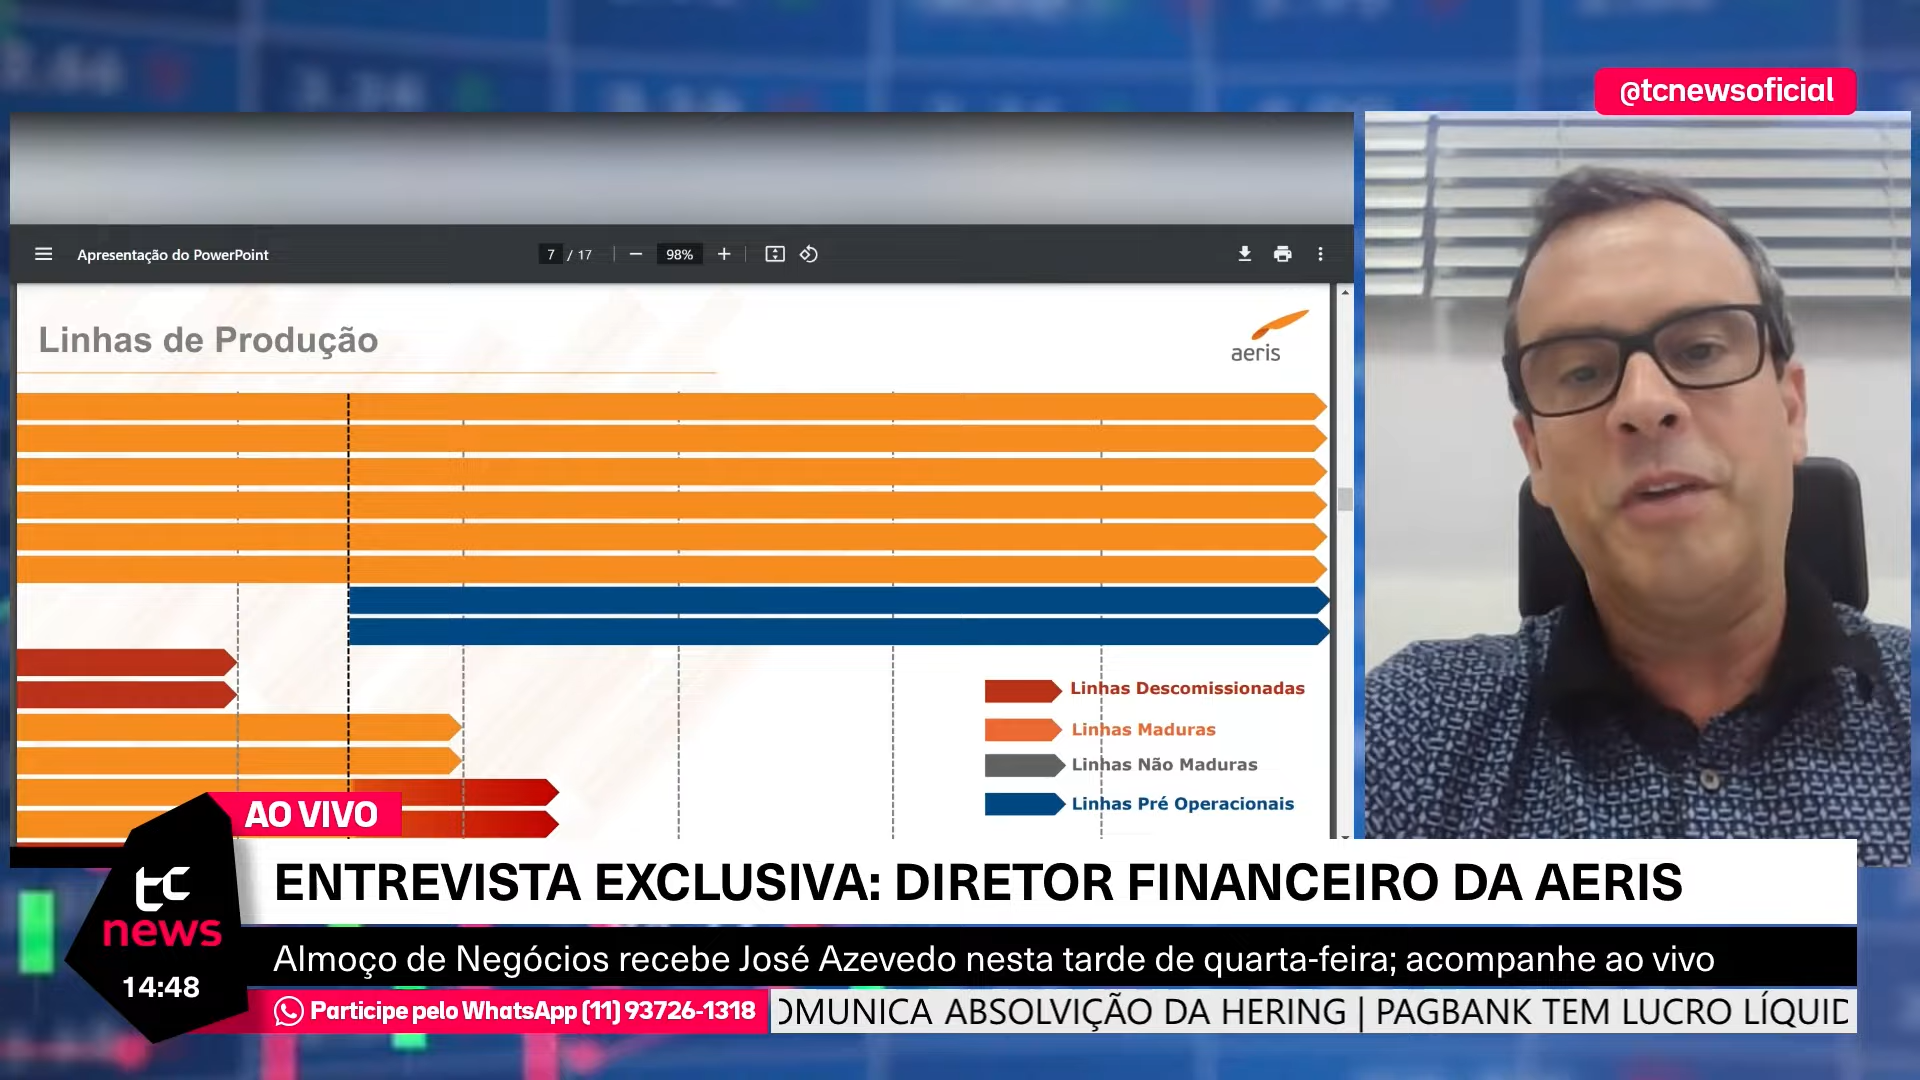 @tcnewsoficial
Apresentação do PowerPoint
7 / 17
98%
Linhas de Produção
aeris
Linhas Descomissionadas
Linhas Maduras
Linhas Não Maduras
Linhas Pré Operacionais
AO VIVO
tc
news
14:48
ENTREVISTA EXCLUSIVA: DIRETOR FINANCEIRO DA AERIS
Almoço de Negócios recebe José Azevedo nesta tarde de quarta-feira; acompanhe ao vivo
Participe pelo WhatsApp (11) 93726-1318
OMUNICA ABSOLVIÇÃO DA HERING | PAGBANK TEM LUCRO LÍQUID